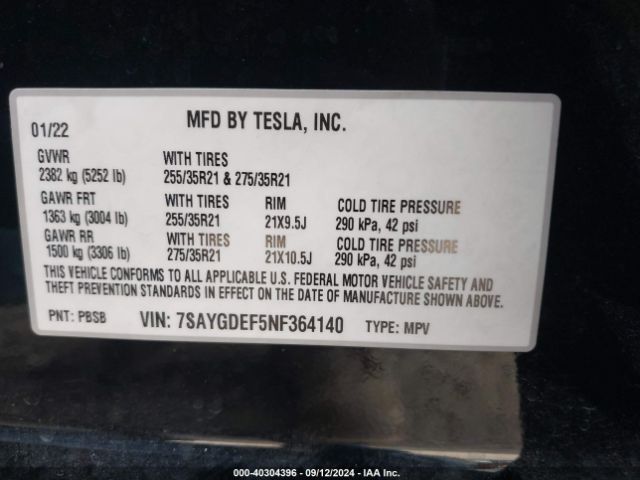 01/22 MFD BY TESLA, INC.
GVWR WITH TIRES
2382 kg (5252 lb) 255/35R21 & 275/35R21
GAWR FRT WITH TIRES RIM COLD TIRE PRESSURE
1363 kg (3004 lb) 255/35R21 21X9.5J 290 kPa, 42 psi
GAWR RR WITH TIRES RIM COLD TIRE PRESSURE
1500 kg (3306 lb) 275/35R21 21X10.5J 290 kPa, 42 psi
THIS VEHICLE CONFORMS TO ALL APPLICABLE U.S. FEDERAL MOTOR VEHICLE SAFETY AND
THEFT PREVENTION STANDARDS IN EFFECT ON THE DATE OF MANUFACTURE SHOWN ABOVE.
PNT: PBSB VIN: 7SAYGDEF5NF364140 TYPE: MPV
000-40304396 - 09/12/2024 - IAA Inc.